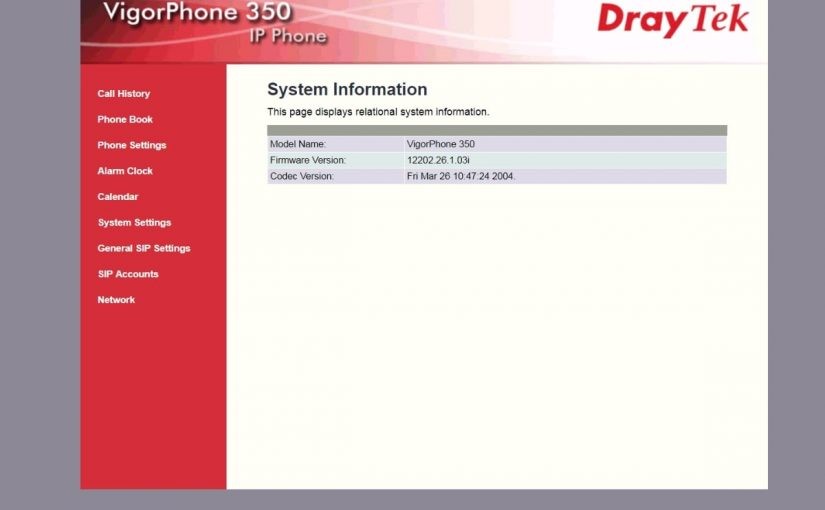 VigorPhone 350
IP Phone
DrayTek
Call History
Phone Book
Phone Settings
Alarm Clock
Calendar
System Settings
General SIP Settings
SIP Accounts
Network
System Information
This page displays relational system information.
Model Name: VigorPhone 350
Firmware Version: 12202.26.1.03i
Codec Version: Fri Mar 26 10:47:24 2004.